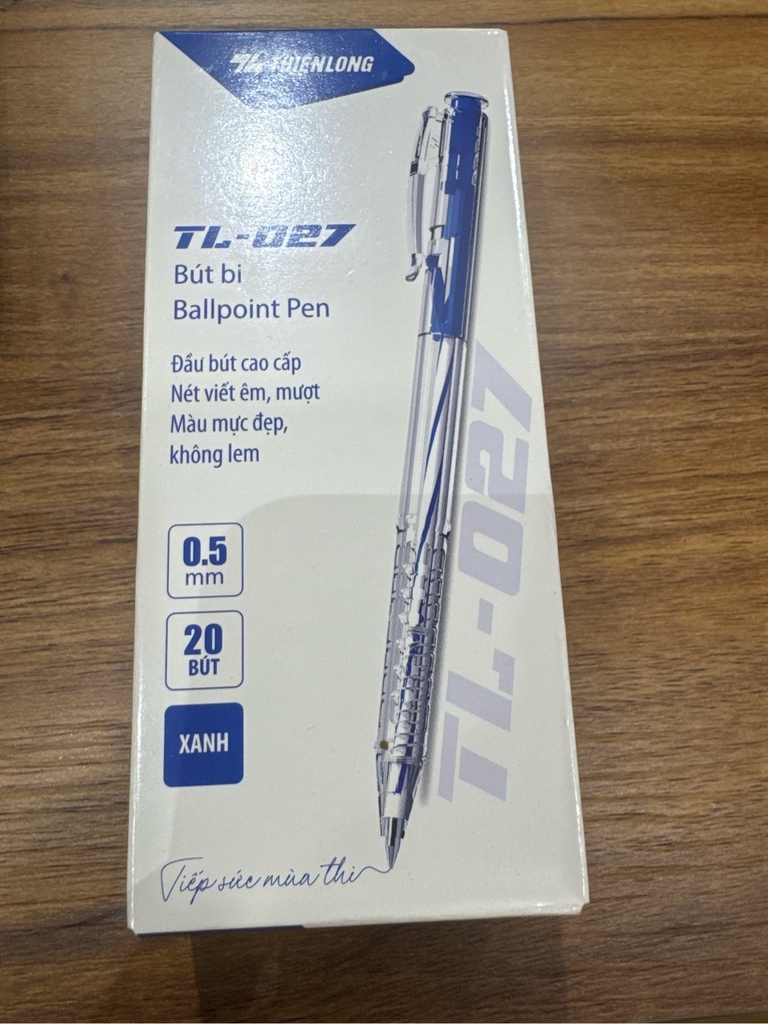 THIENLONG
TL-027
Bút bi
Ballpoint Pen
Đầu bút cao cấp
Nét viết êm, mượt
Màu mực đẹp,
không lem
0.5
mm
20
BÚT
XANH
Tiếp sức mùa thi
TL-027